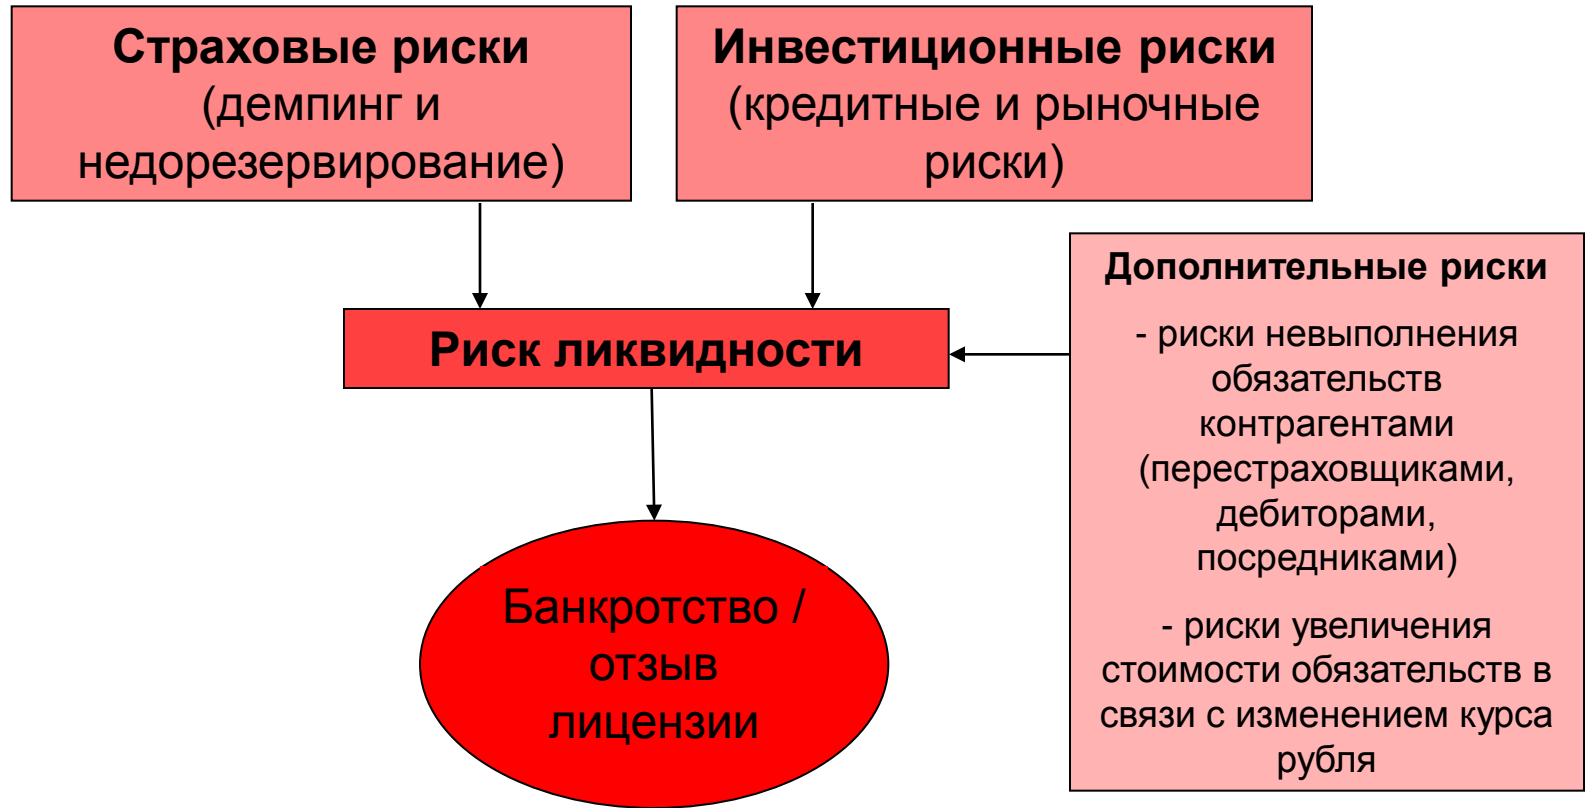 Страховые риски
(демпинг и
недорезервирование)
Инвестиционные риски
(кредитные и рыночные
риски)
Дополнительные риски
- риски невыполнения
обязательств
контрагентами
(перестраховщиками,
дебиторами,
посредниками)
- риски увеличения
стоимости обязательств в
связи с изменением курса
рубля
Риск ликвидности
Банкротство /
отзыв
лицензии